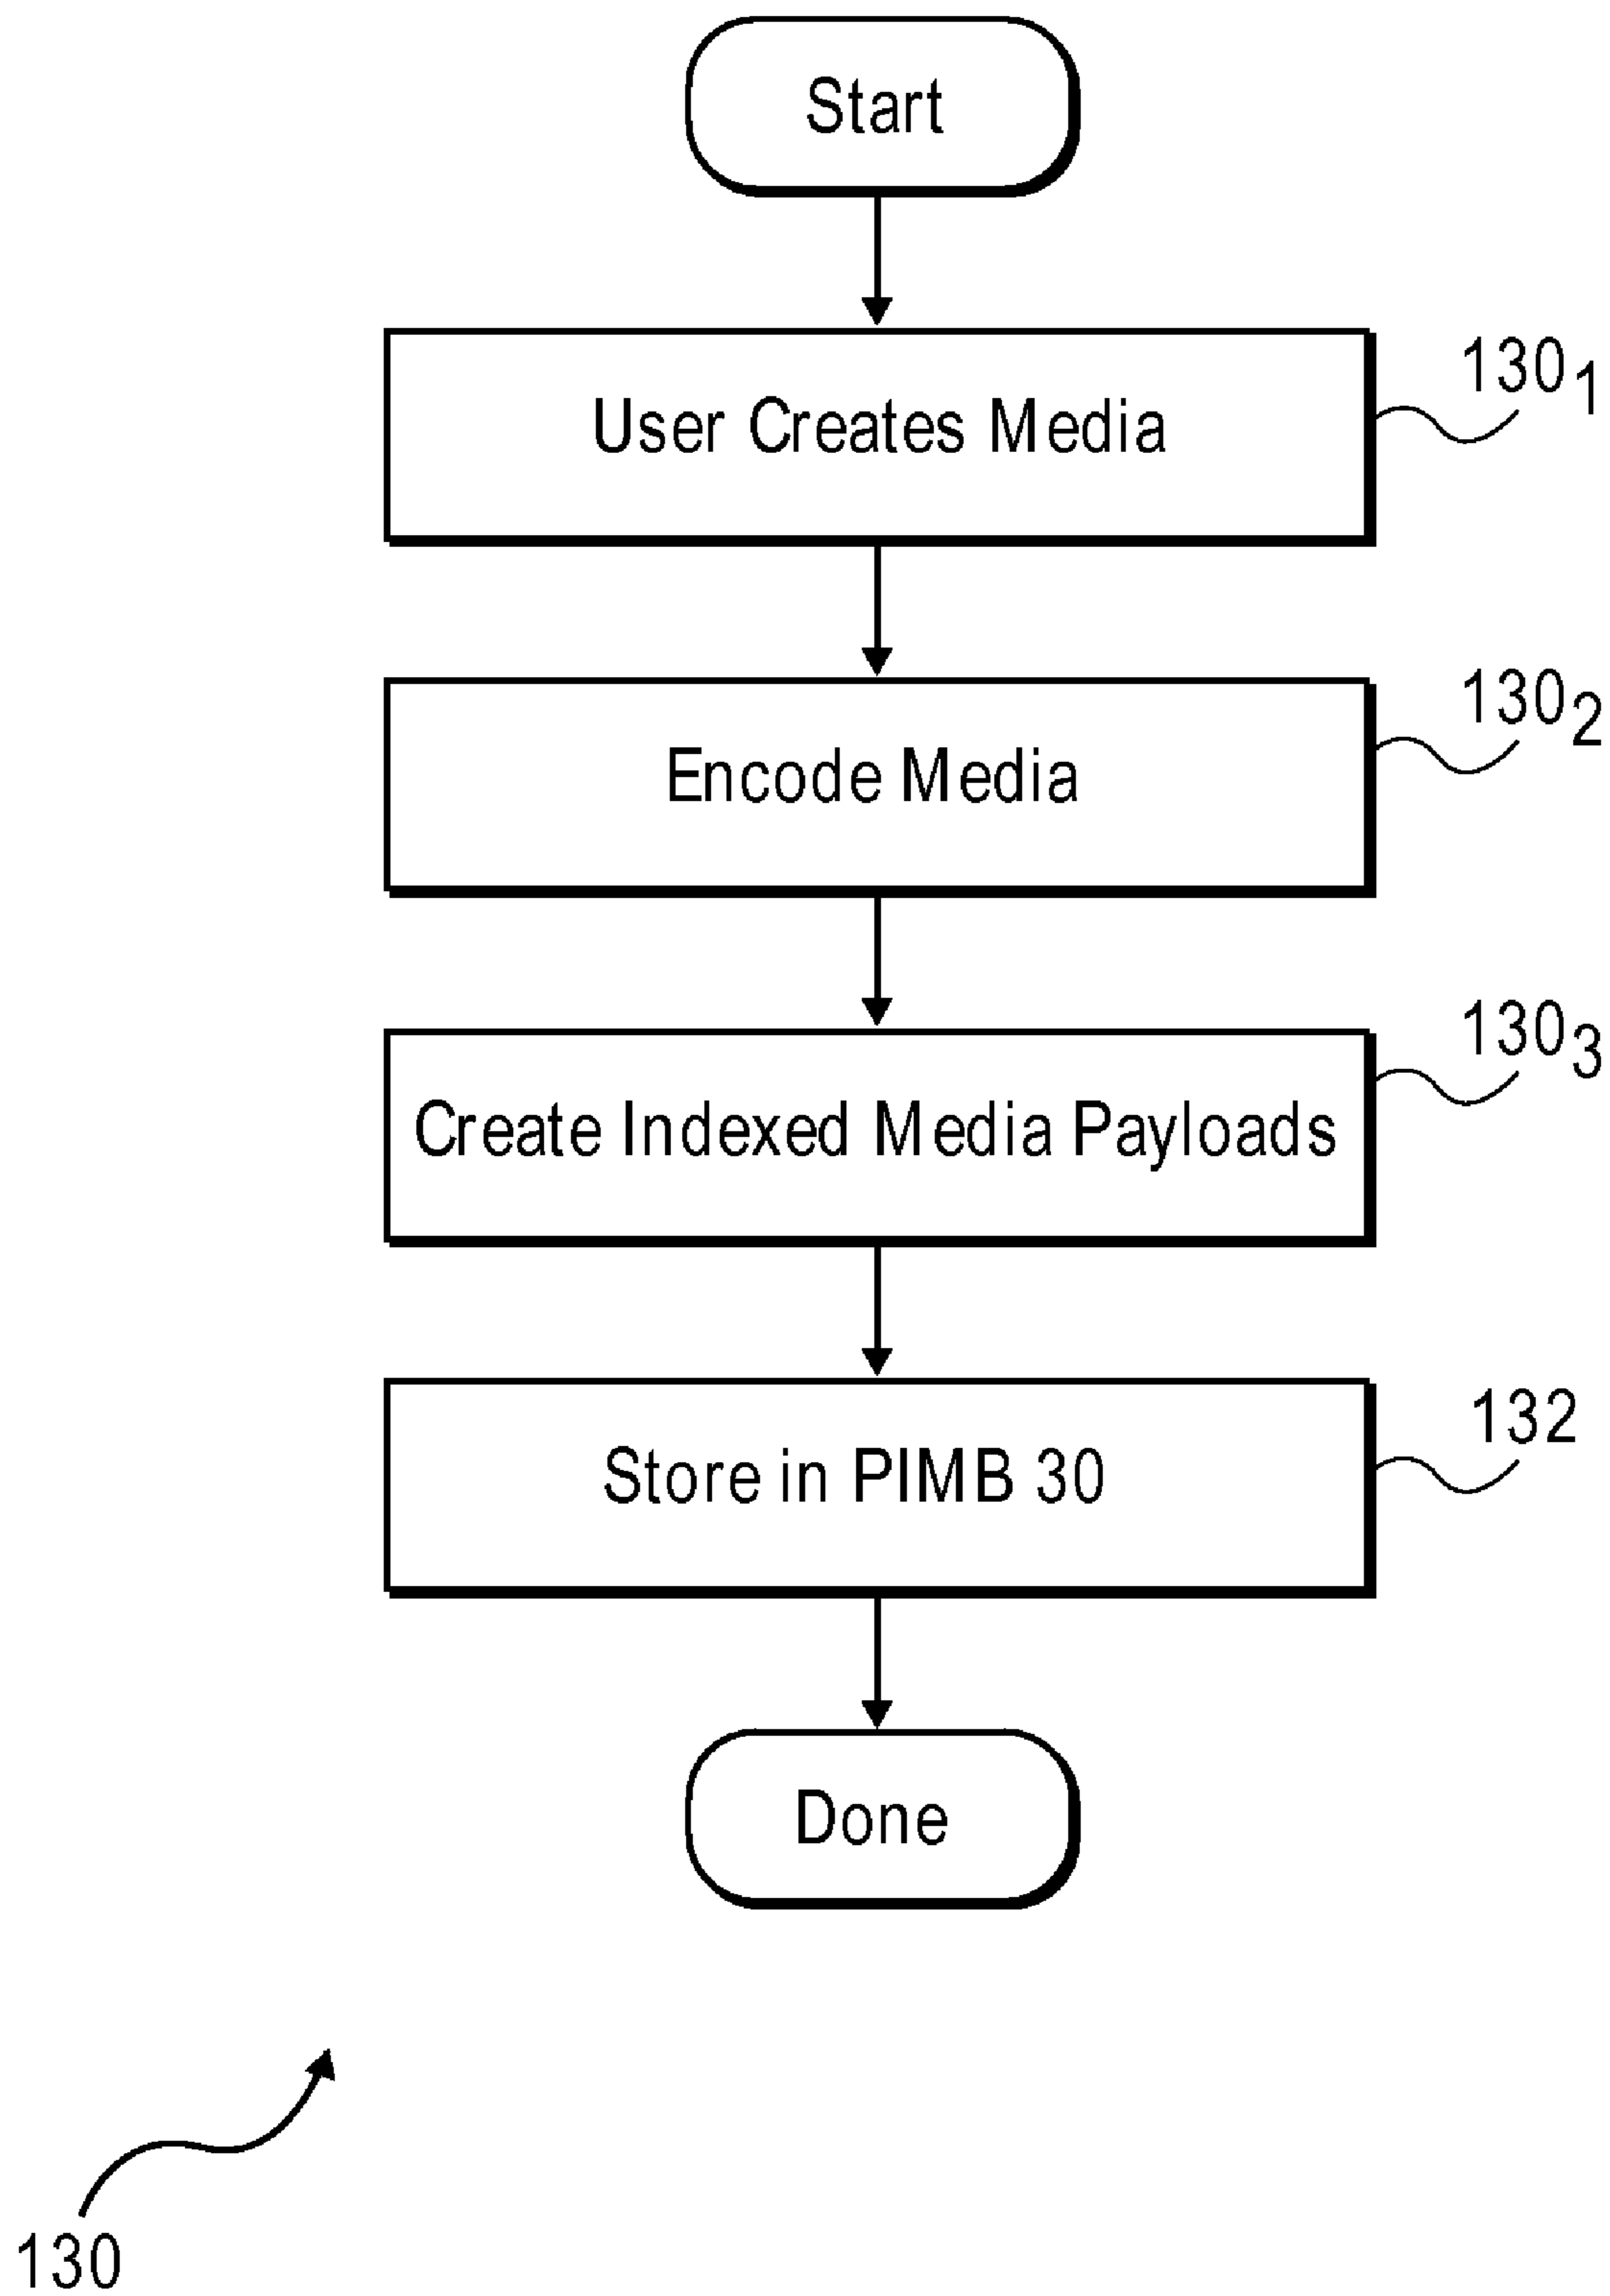 Start
User Creates Media
130₁
Encode Media
130₂
Create Indexed Media Payloads
130₃
Store in PIMB 30
132
Done
130